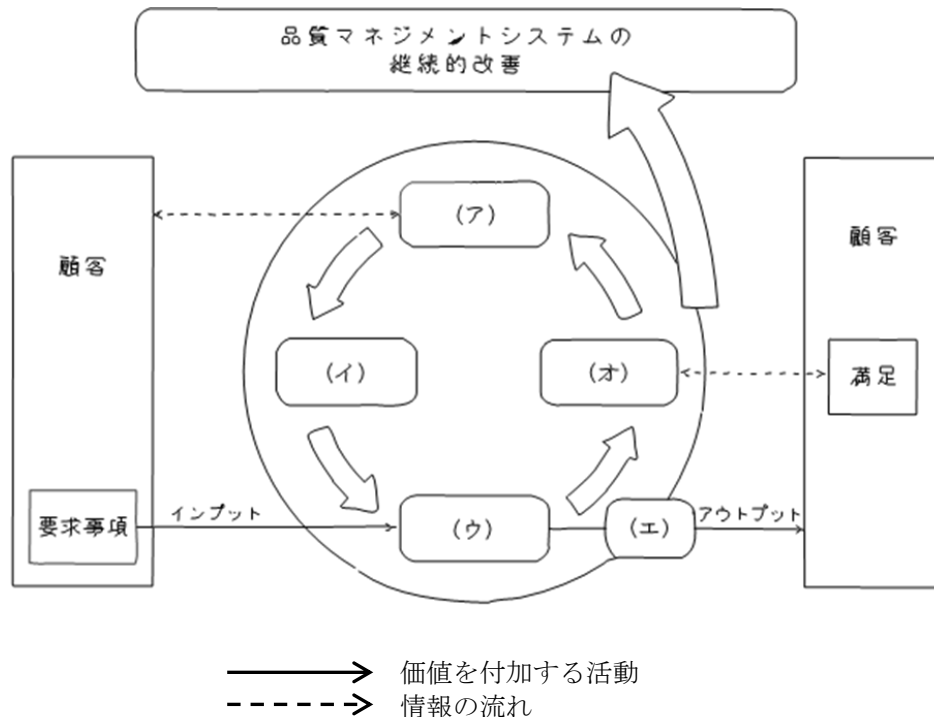 品質マネジメントシステムの
継続的改善
(ア)
顧客
顧客
(イ)
(オ)
満足
要求事項
インプット
(ウ)
(エ)
アウトプット
価値を付加する活動
情報の流れ